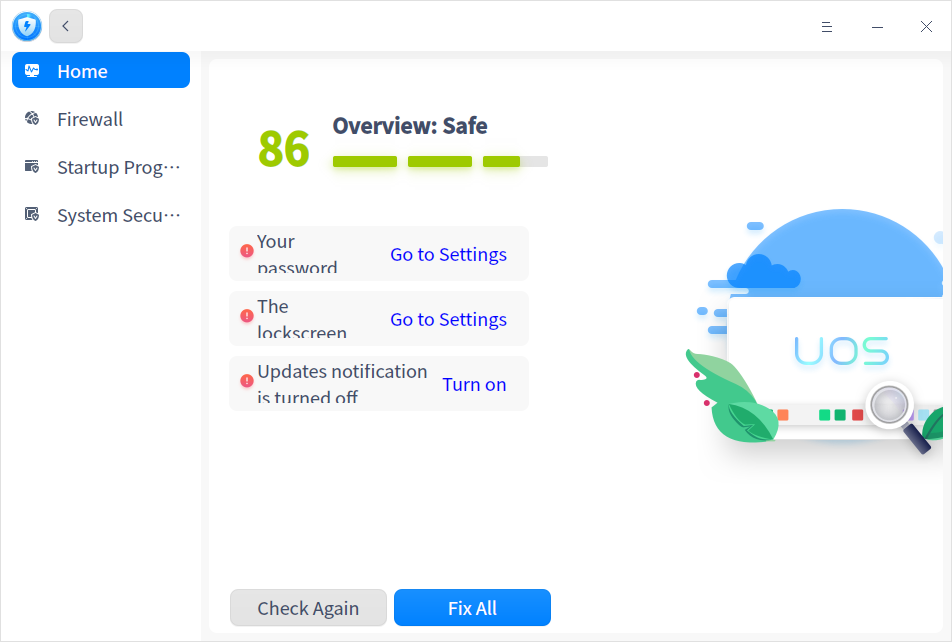 Home
Firewall
Startup Prog···
System Secu···
86
Overview: Safe
Your
password
Go to Settings
The
lockscreen
Go to Settings
Updates notification
is turned off
Turn on
UOS
Check Again
Fix All